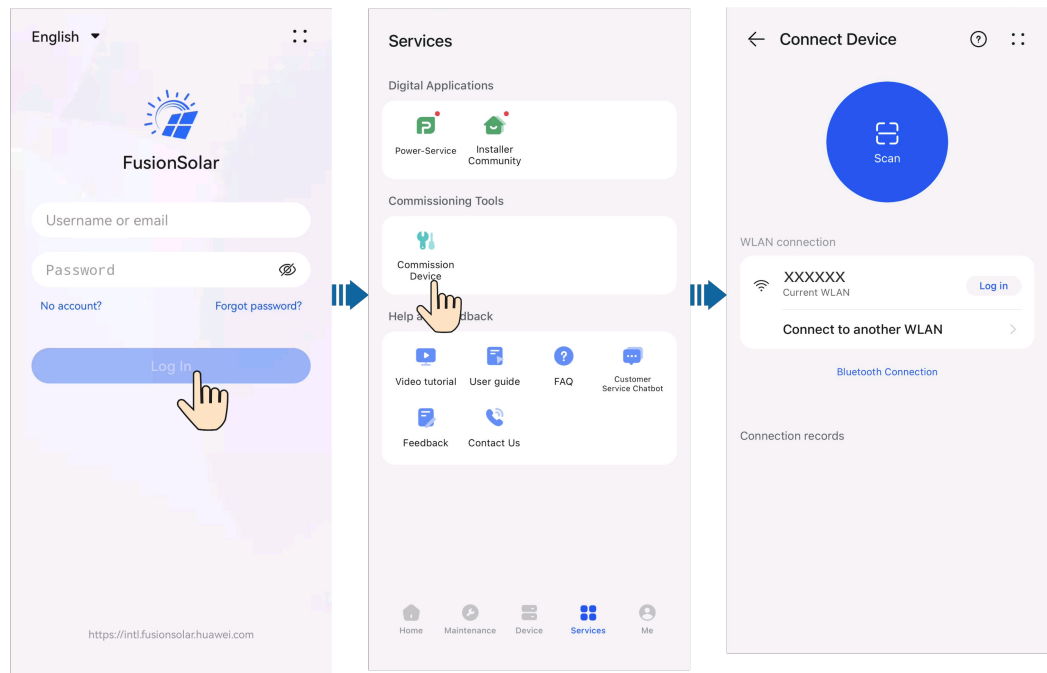 English
FusionSolar
Username or email
Password
No account?
Forgot password?
Log In
https://intl.fusionsolar.huawei.com
Services
Digital Applications
Power-Service
Installer
Community
Commissioning Tools
Commission
Device
Help a dback
Video tutorial
User guide
FAQ
Customer
Service Chatbot
Feedback
Contact Us
Home
Maintenance
Device
Services
Me
Connect Device
Scan
WLAN connection
XXXXXX
Current WLAN
Log in
Connect to another WLAN
Bluetooth Connection
Connection records